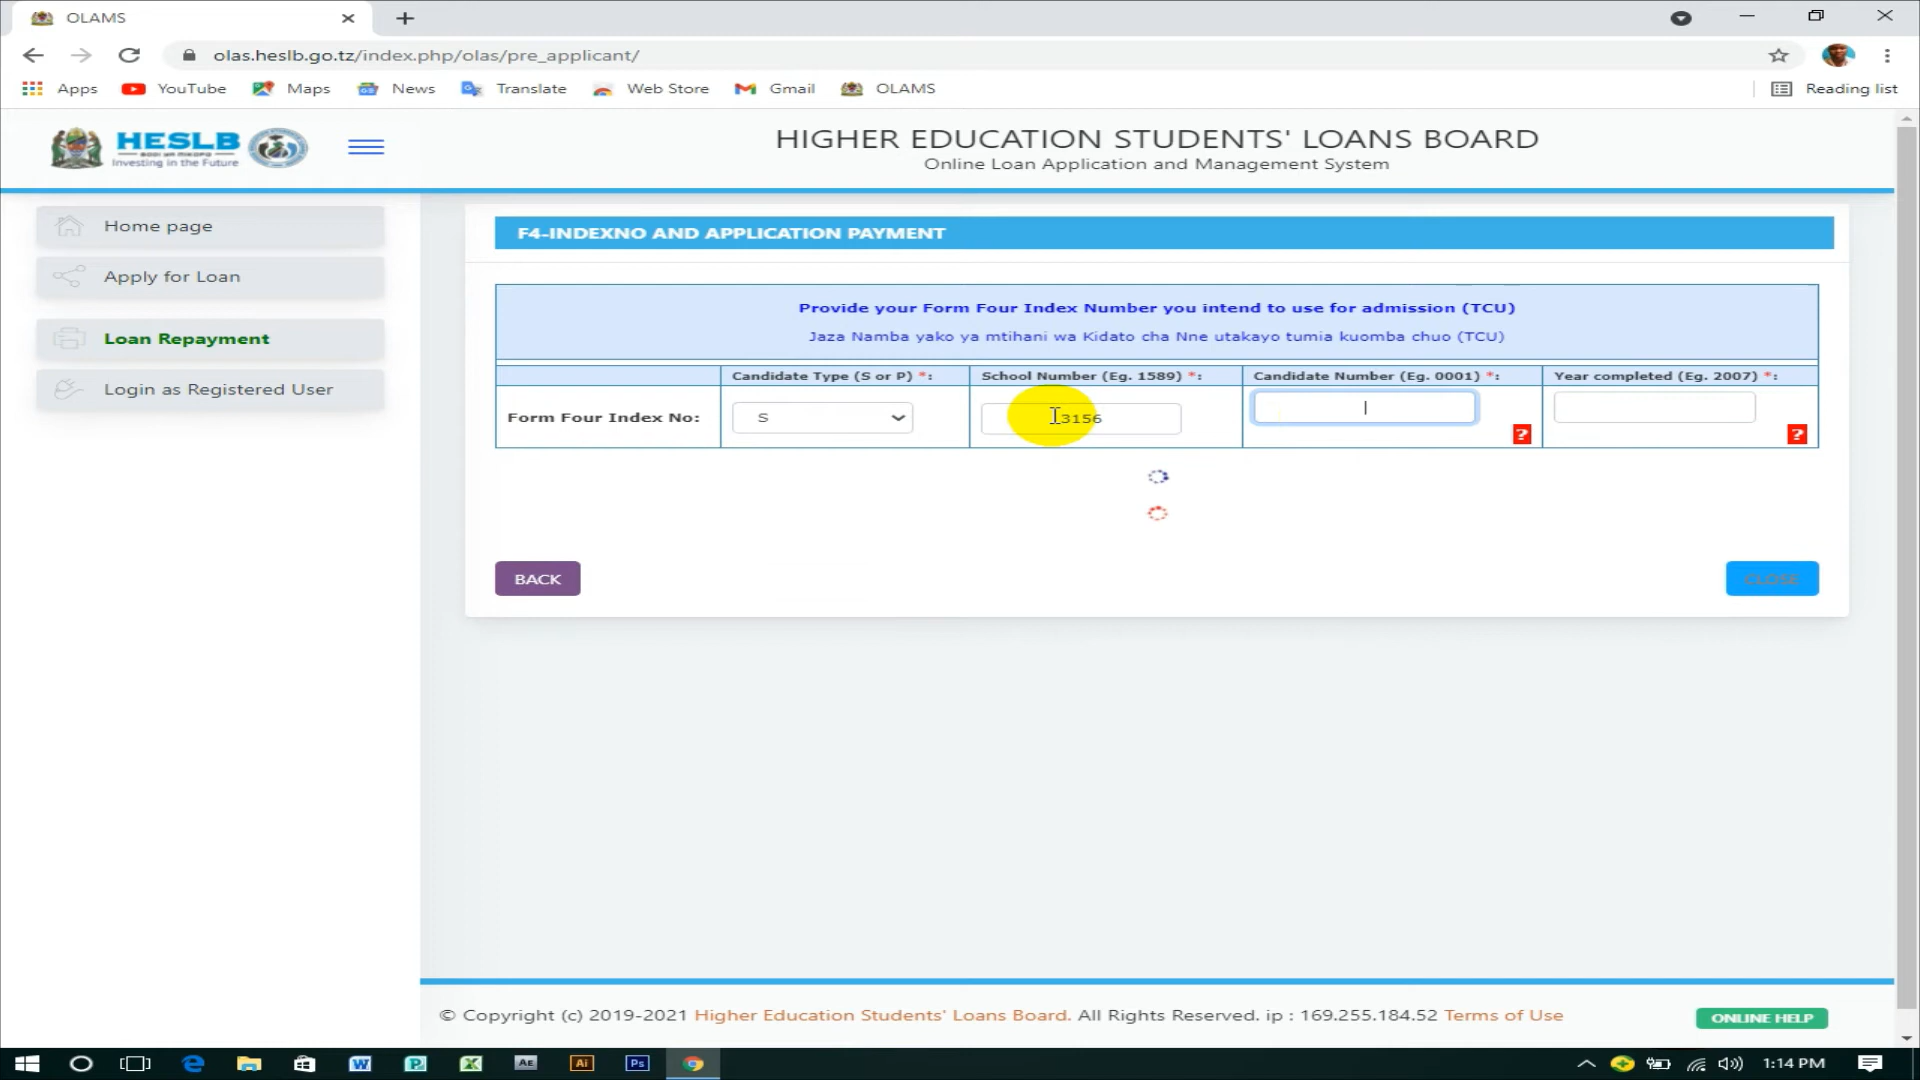 OLAMS
olas.heslb.go.tz/index.php/olas/pre_applicant/
Apps YouTube Maps News Translate Web Store Gmail OLAMS Reading list
HESLB
BODI YA MIKOPO
Investing in the Future
HIGHER EDUCATION STUDENTS' LOANS BOARD
Online Loan Application and Management System
Home page
Apply for Loan
Loan Repayment
Login as Registered User
F4-INDEXNO AND APPLICATION PAYMENT
Provide your Form Four Index Number you intend to use for admission (TCU)
Jaza Namba yako ya mtihani wa Kidato cha Nne utakayo tumia kuomba chuo (TCU)
Candidate Type (S or P) *: School Number (Eg. 1589) *: Candidate Number (Eg. 0001) *: Year completed (Eg. 2007) *:
Form Four Index No: S 3156
? ?
BACK CLOSE
© Copyright (c) 2019-2021 Higher Education Students' Loans Board. All Rights Reserved. ip : 169.255.184.52 Terms of Use
ONLINE HELP
Ae Ai Ps
1:14 PM